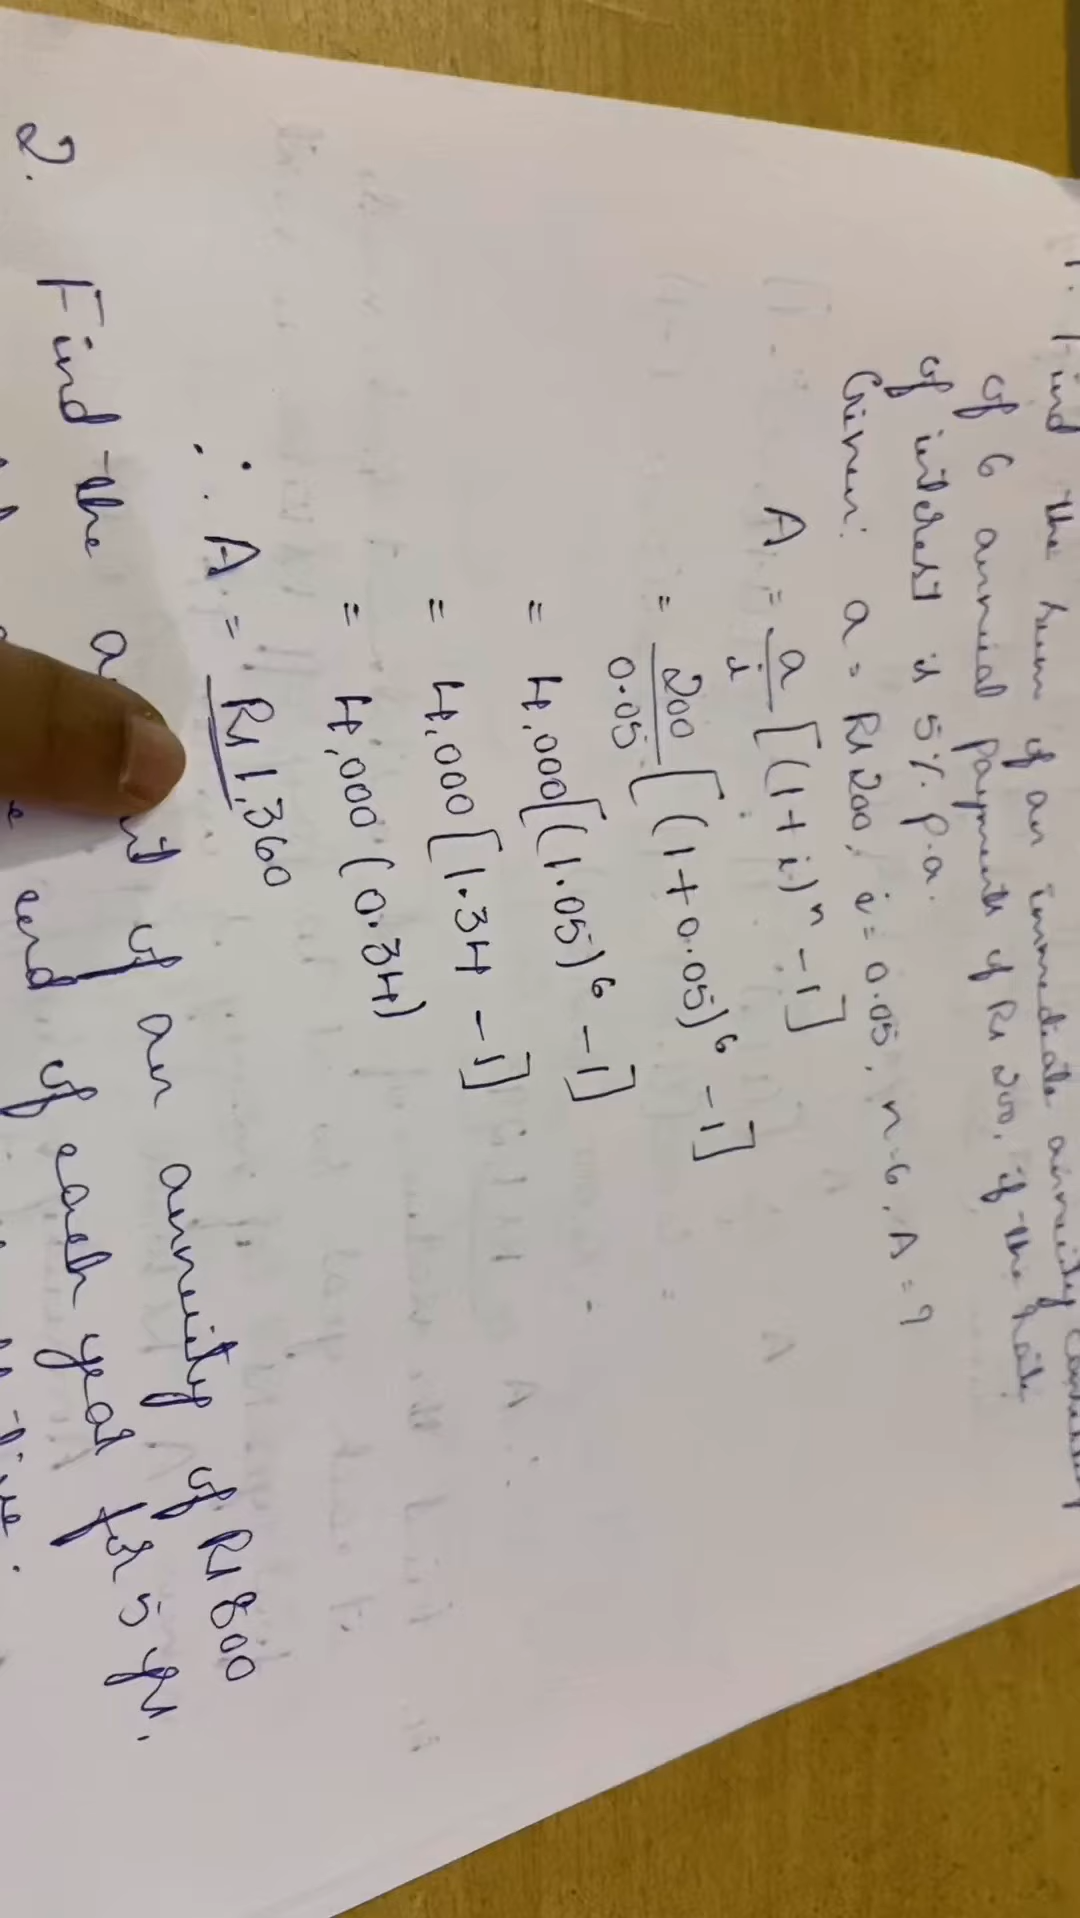 1. Find the sum of an immediate annuity consisting
of 6 annual payments of Rs 200, if the rate
of interest is 5% p.a.
Given: a = Rs 200, i = 0.05, n = 6, A = ?
A = a/i [(1 + i)ⁿ - 1]
= 200/0.05 [(1 + 0.05)⁶ - 1]
= 4,000 [(1.05)⁶ - 1]
= 4,000 [1.34 - 1]
= 4,000 (0.34)
∴ A = Rs 1,360
2. Find the of an annuity of Rs 800
end of each year for 5 yrs.